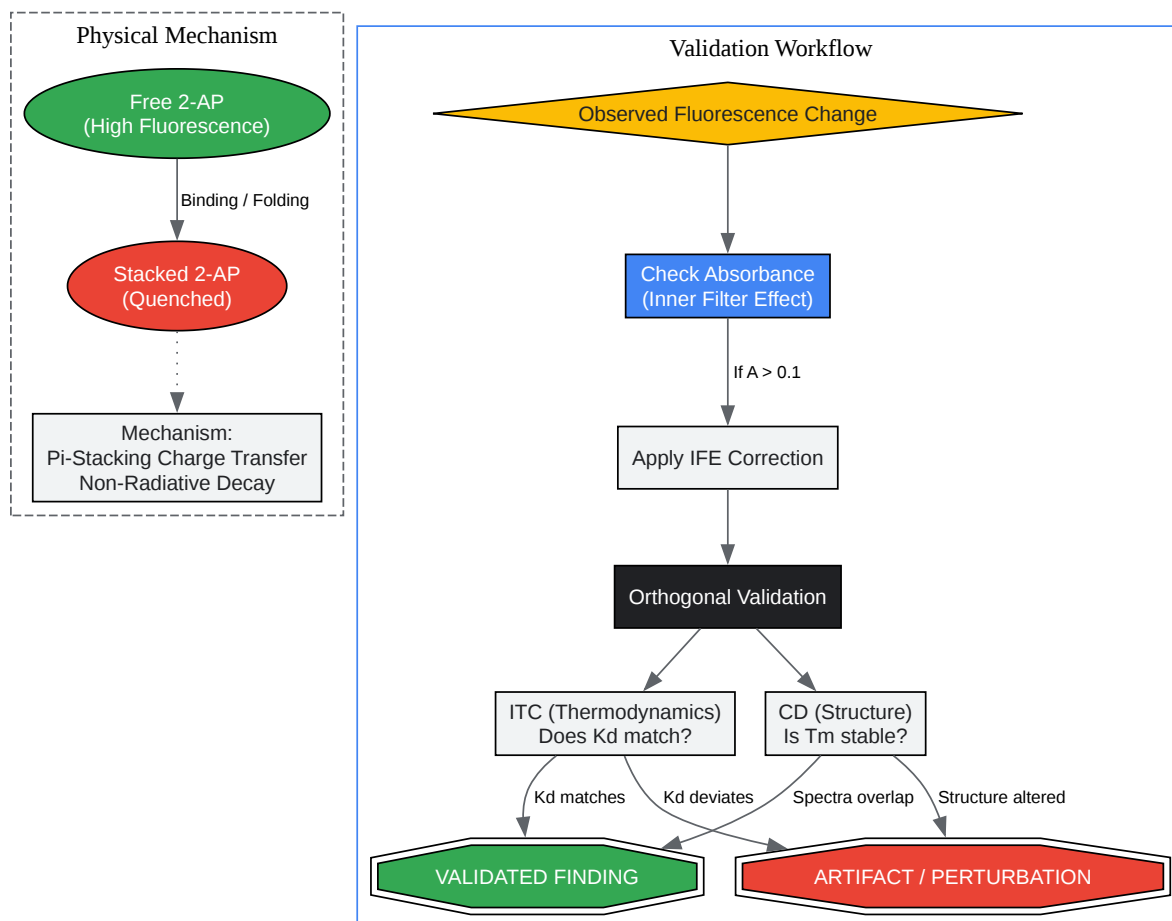 Physical Mechanism
Free 2-AP
(High Fluorescence)
Binding / Folding
Stacked 2-AP
(Quenched)
Mechanism:
Pi-Stacking Charge Transfer
Non-Radiative Decay
Validation Workflow
Observed Fluorescence Change
Check Absorbance
(Inner Filter Effect)
If A > 0.1
Apply IFE Correction
Orthogonal Validation
ITC (Thermodynamics)
Does Kd match?
CD (Structure)
Is Tm stable?
Kd matches
Kd deviates
Spectra overlap
Structure altered
VALIDATED FINDING
ARTIFACT / PERTURBATION